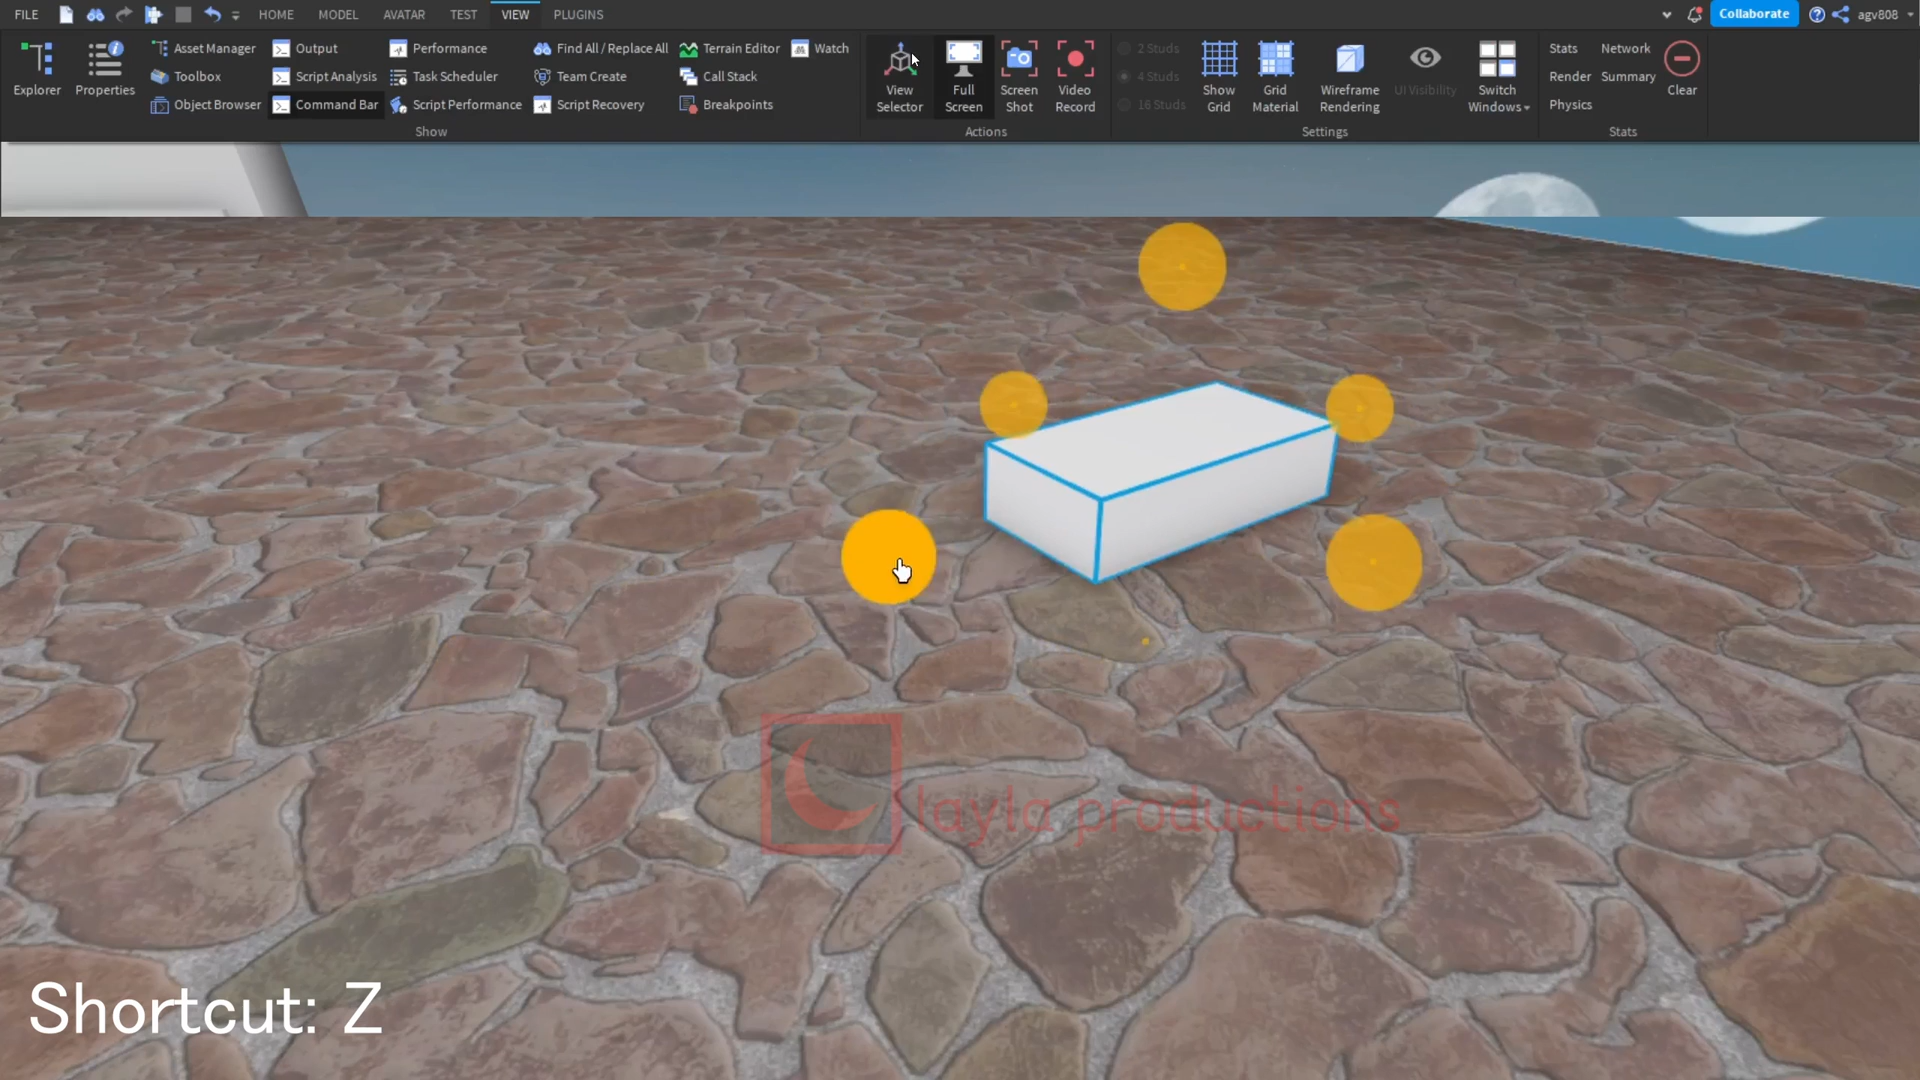 FILE HOME MODEL AVATAR TEST VIEW PLUGINS Collaborate agv808
Explorer
Properties
Asset Manager
Toolbox
Object Browser
Output
Script Analysis
Command Bar
Performance
Task Scheduler
Script Performance
Find All / Replace All
Team Create
Script Recovery
Terrain Editor
Call Stack
Breakpoints
Watch
Show
View
Selector
Full
Screen
Screen
Shot
Video
Record
Actions
2 Studs
4 Studs
16 Studs
Show
Grid
Grid
Material
Wireframe
Rendering
UI Visibility
Switch
Windows
Settings
Stats
Render
Physics
Network
Summary
Clear
Stats
layla productions
Shortcut: Z